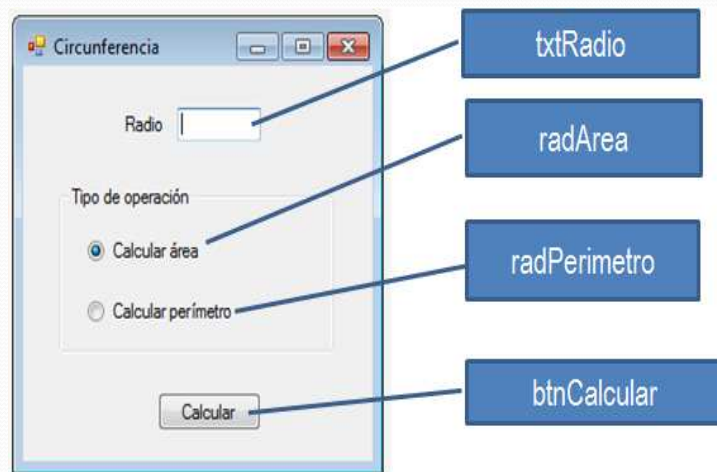 Circunferencia
txtRadio
Radio
radArea
Tipo de operación
Calcular área
radPerimetro
Calcular perímetro
btnCalcular
Calcular